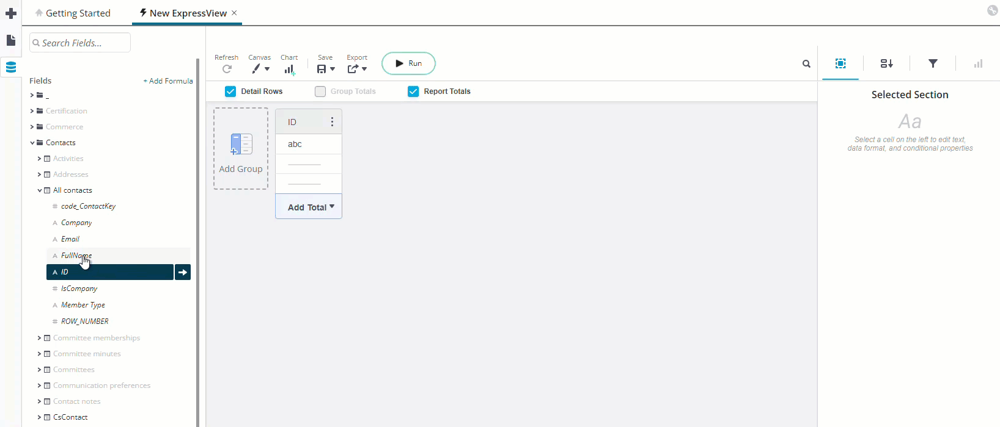 Getting Started
New ExpressView
Search Fields...
Fields
+ Add Formula
_
Certification
Commerce
Contacts
Activities
Addresses
All contacts
# code_ContactKey
A Company
A Email
A FullName
A ID
# IsCompany
A Member Type
# ROW_NUMBER
Committee memberships
Committee minutes
Committees
Communication preferences
Contact notes
CsContact
Refresh
Canvas
Chart
Save
Export
Run
Detail Rows
Group Totals
Report Totals
Add Group
ID
abc
Add Total
Selected Section
Aa
Select a cell on the left to edit text,
data format, and conditional properties